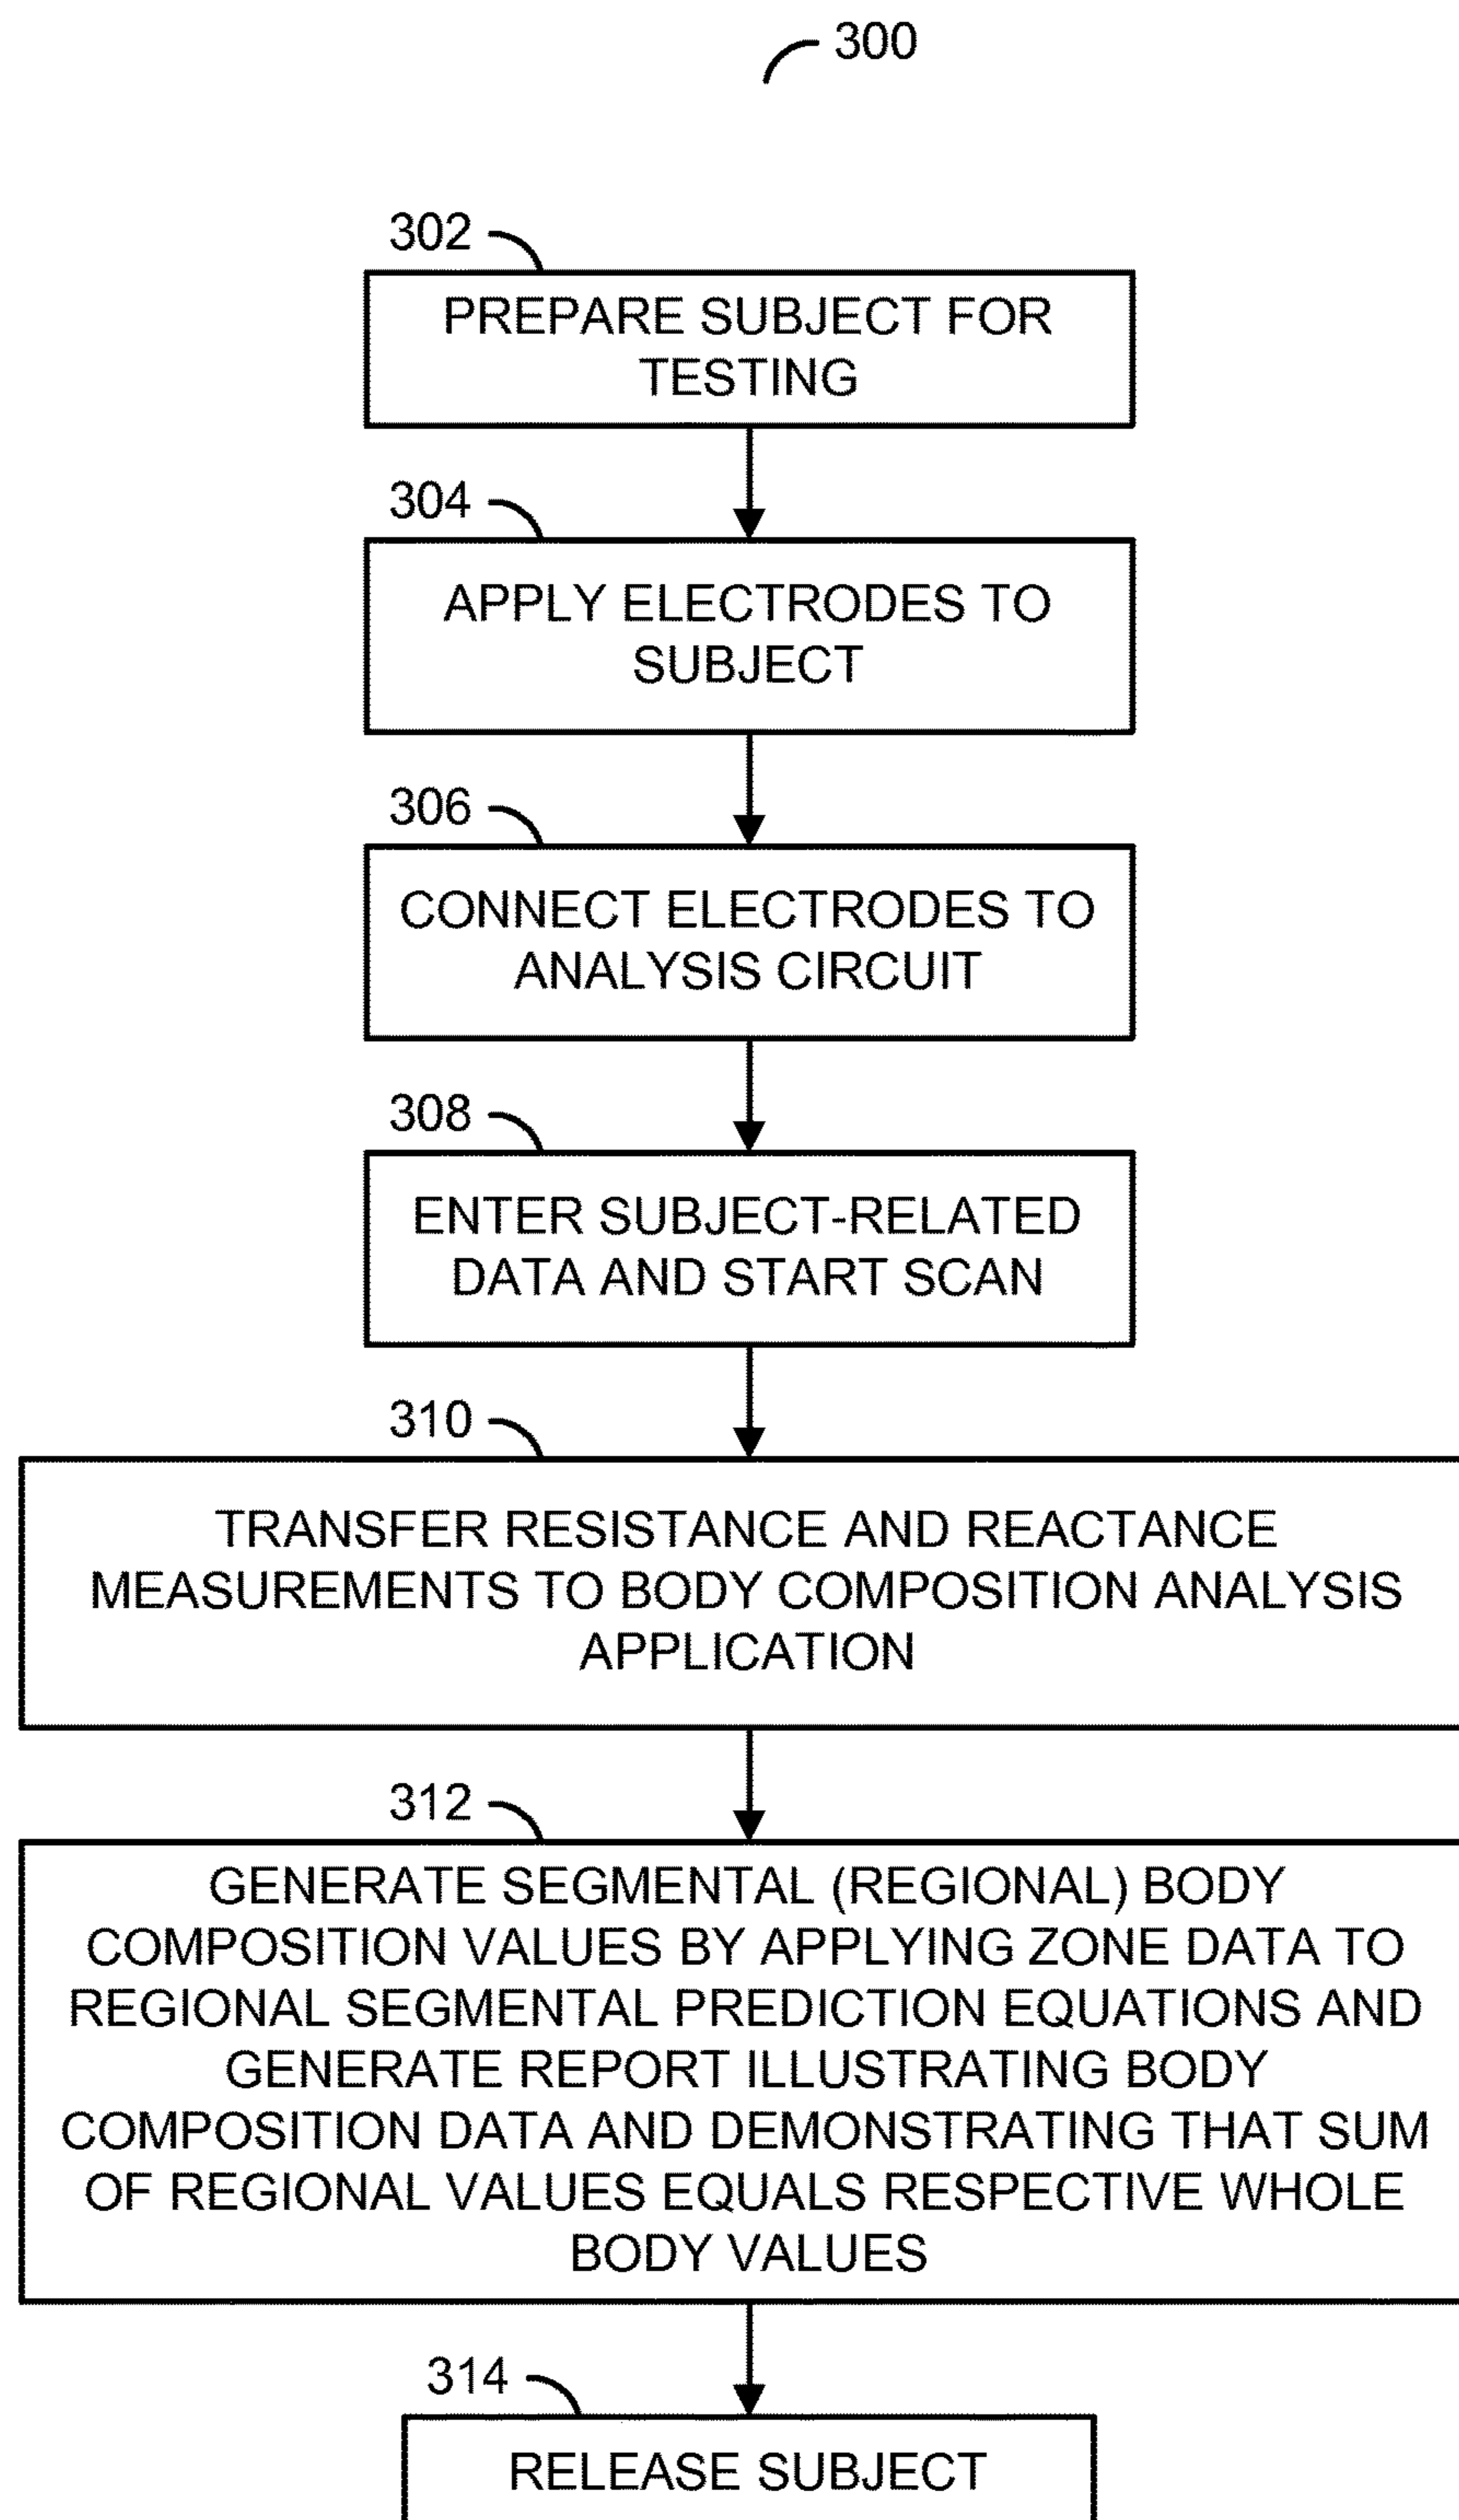 300
302
PREPARE SUBJECT FOR
TESTING
304
APPLY ELECTRODES TO
SUBJECT
306
CONNECT ELECTRODES TO
ANALYSIS CIRCUIT
308
ENTER SUBJECT-RELATED
DATA AND START SCAN
310
TRANSFER RESISTANCE AND REACTANCE
MEASUREMENTS TO BODY COMPOSITION ANALYSIS
APPLICATION
312
GENERATE SEGMENTAL (REGIONAL) BODY
COMPOSITION VALUES BY APPLYING ZONE DATA TO
REGIONAL SEGMENTAL PREDICTION EQUATIONS AND
GENERATE REPORT ILLUSTRATING BODY
COMPOSITION DATA AND DEMONSTRATING THAT SUM
OF REGIONAL VALUES EQUALS RESPECTIVE WHOLE
BODY VALUES
314
RELEASE SUBJECT